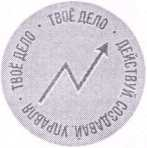 ТВОЁ ДЕЛО · ТВОЁ ДЕЛО · ДЕЙСТВУЙ, СОЗДАВАЙ, УПРАВЛЯЙ ·